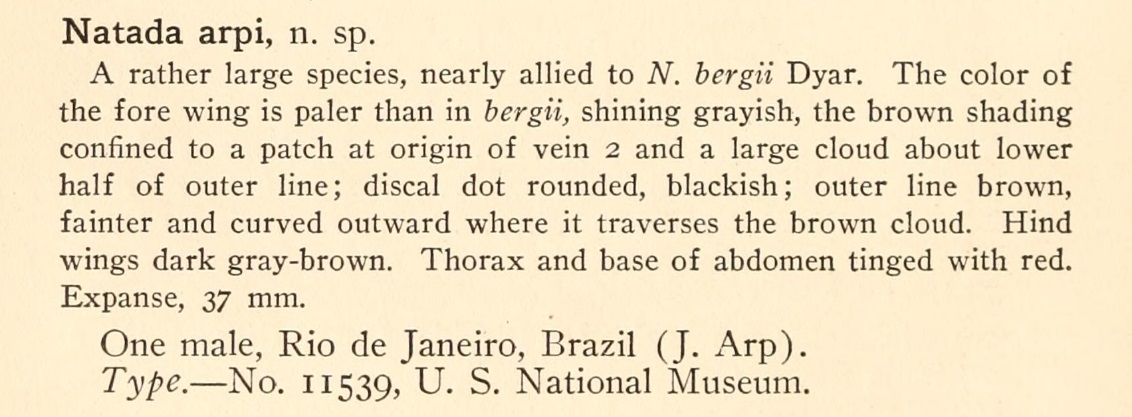 Natada arpi, n. sp.
A rather large species, nearly allied to N. bergii Dyar. The color of
the fore wing is paler than in bergii, shining grayish, the brown shading
confined to a patch at origin of vein 2 and a large cloud about lower
half of outer line; discal dot rounded, blackish; outer line brown,
fainter and curved outward where it traverses the brown cloud. Hind
wings dark gray-brown. Thorax and base of abdomen tinged with red.
Expanse, 37 mm.
One male, Rio de Janeiro, Brazil (J. Arp).
Type.—No. 11539, U. S. National Museum.